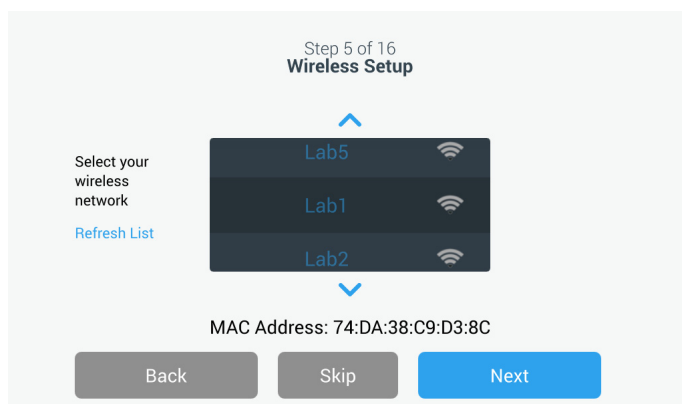 Step 5 of 16
Wireless Setup
Select your
wireless
network
Refresh List
Lab5
Lab1
Lab2
MAC Address: 74:DA:38:C9:D3:8C
Back
Skip
Next